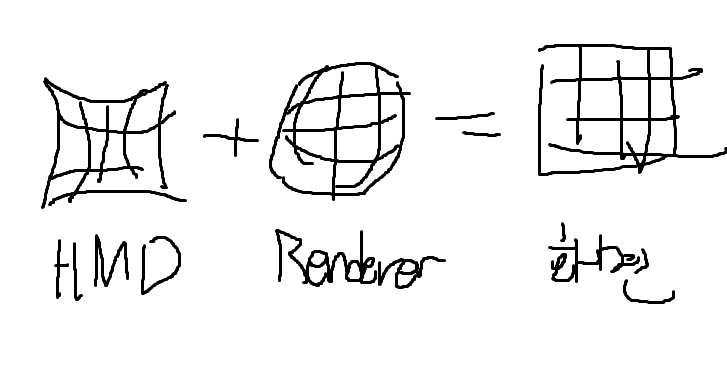 HMD + Renderer =